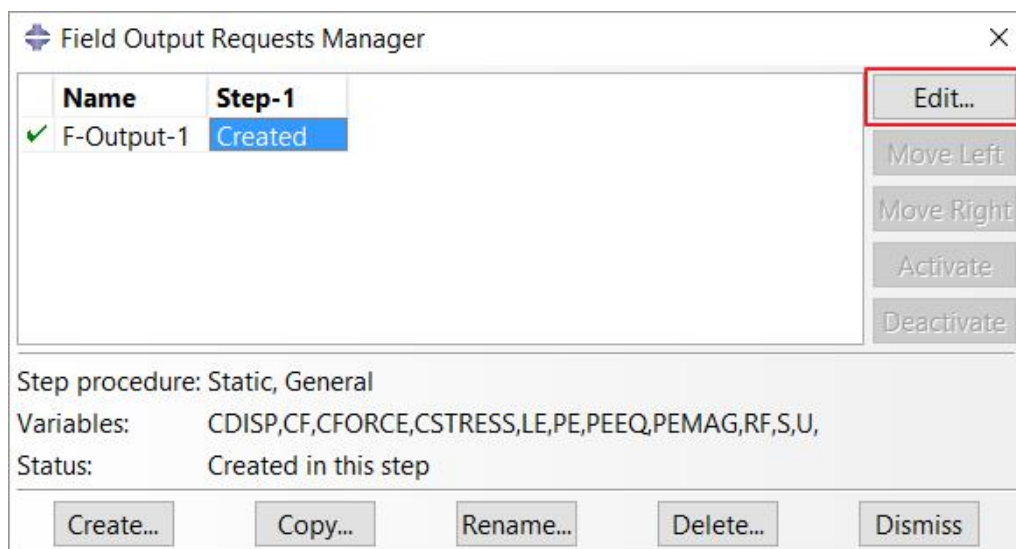 Field Output Requests Manager
Name Step-1
F-Output-1 Created
Edit...
Move Left
Move Right
Activate
Deactivate
Step procedure: Static, General
Variables: CDISP,CF,CFORCE,CSTRESS,LE,PE,PEEQ,PEMAG,RF,S,U,
Status: Created in this step
Create... Copy... Rename... Delete... Dismiss